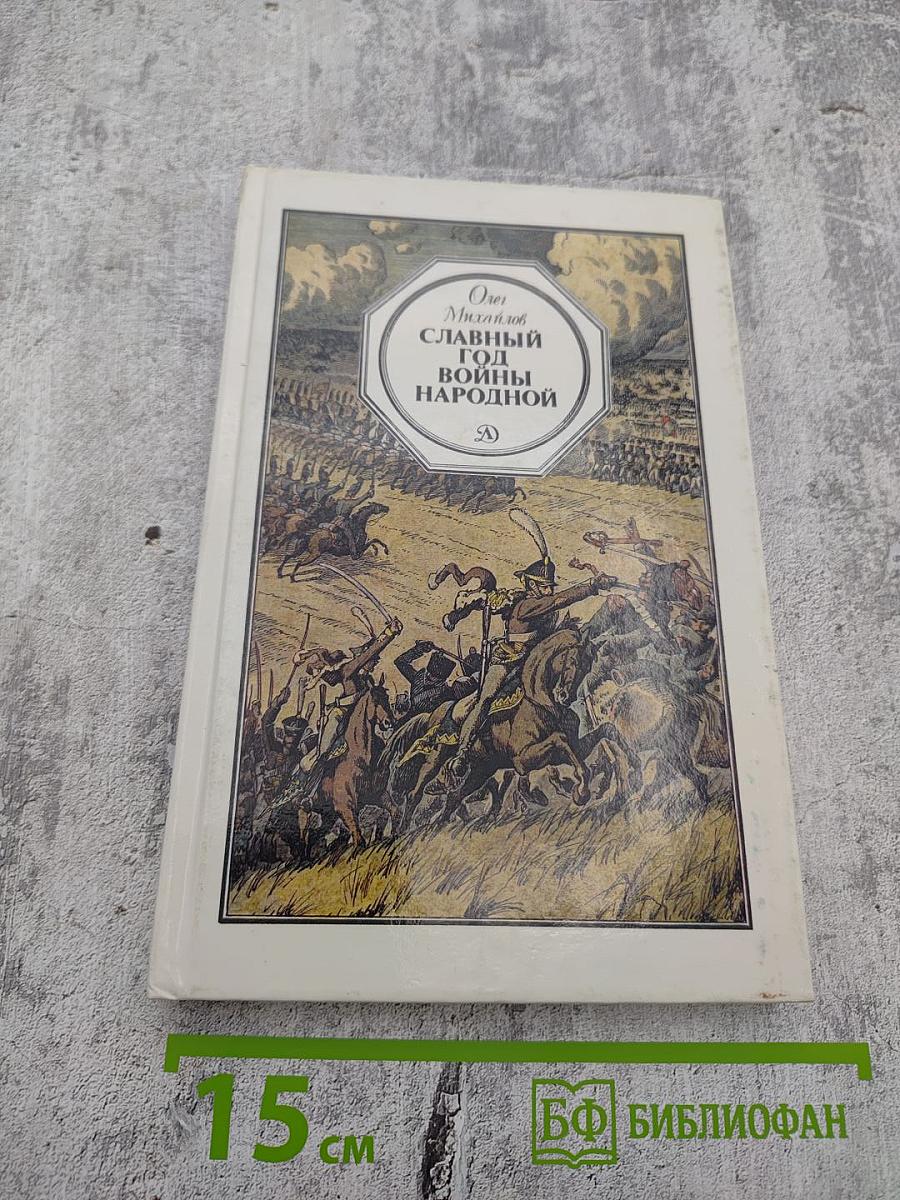 Олег
Михайлов
СЛАВНЫЙ
ГОД
ВОЙНЫ
НАРОДНОЙ
15 см
БФ БИБЛИОФАН